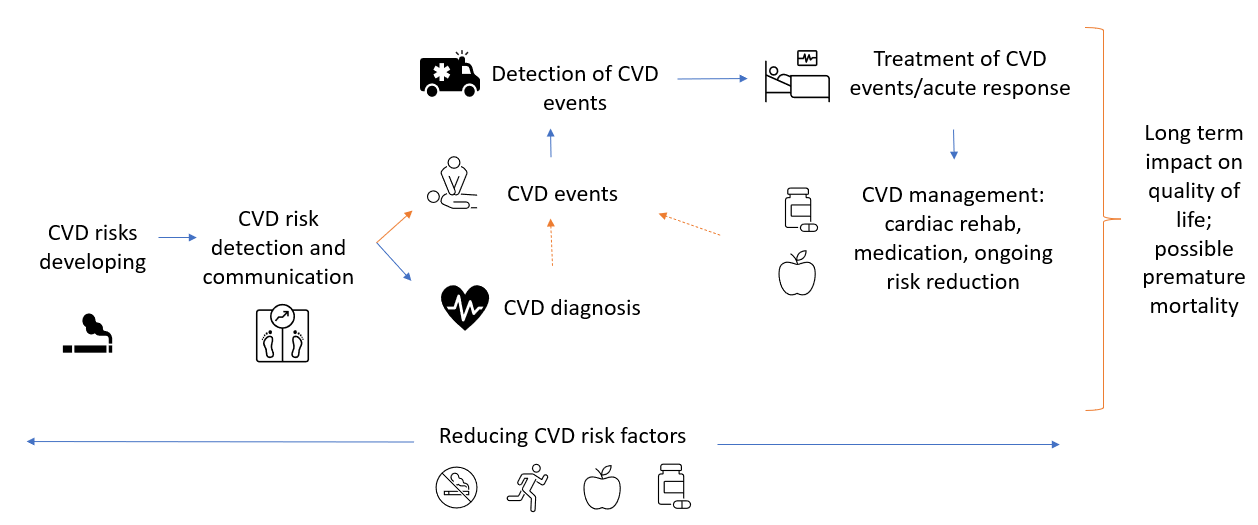 CVD risks
developing
CVD risk
detection and
communication
Detection of CVD
events
CVD events
CVD diagnosis
Treatment of CVD
events/acute response
CVD management:
cardiac rehab,
medication, ongoing
risk reduction
Long term
impact on
quality of
life;
possible
premature
mortality
Reducing CVD risk factors